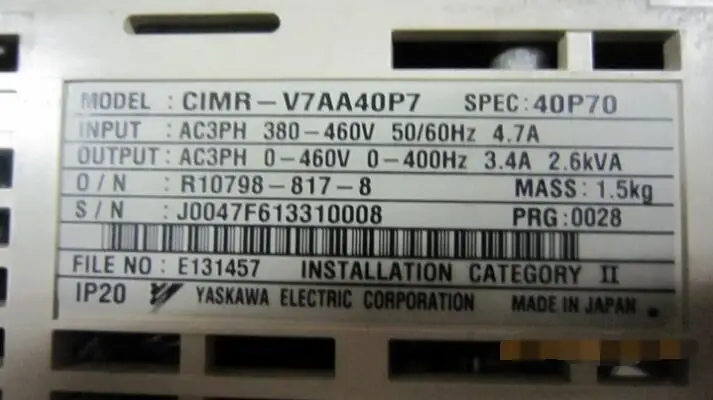 MODEL : CIMR-V7AA40P7 SPEC:40P70
INPUT : AC3PH 380-460V 50/60Hz 4.7A
OUTPUT : AC3PH 0-460V 0-400Hz 3.4A 2.6kVA
O/N : R10798-817-8 MASS:1.5kg
S/N : J0047F613310008 PRG:0028
FILE NO : E131457 INSTALLATION CATEGORY II
IP20 YASKAWA ELECTRIC CORPORATION MADE IN JAPAN